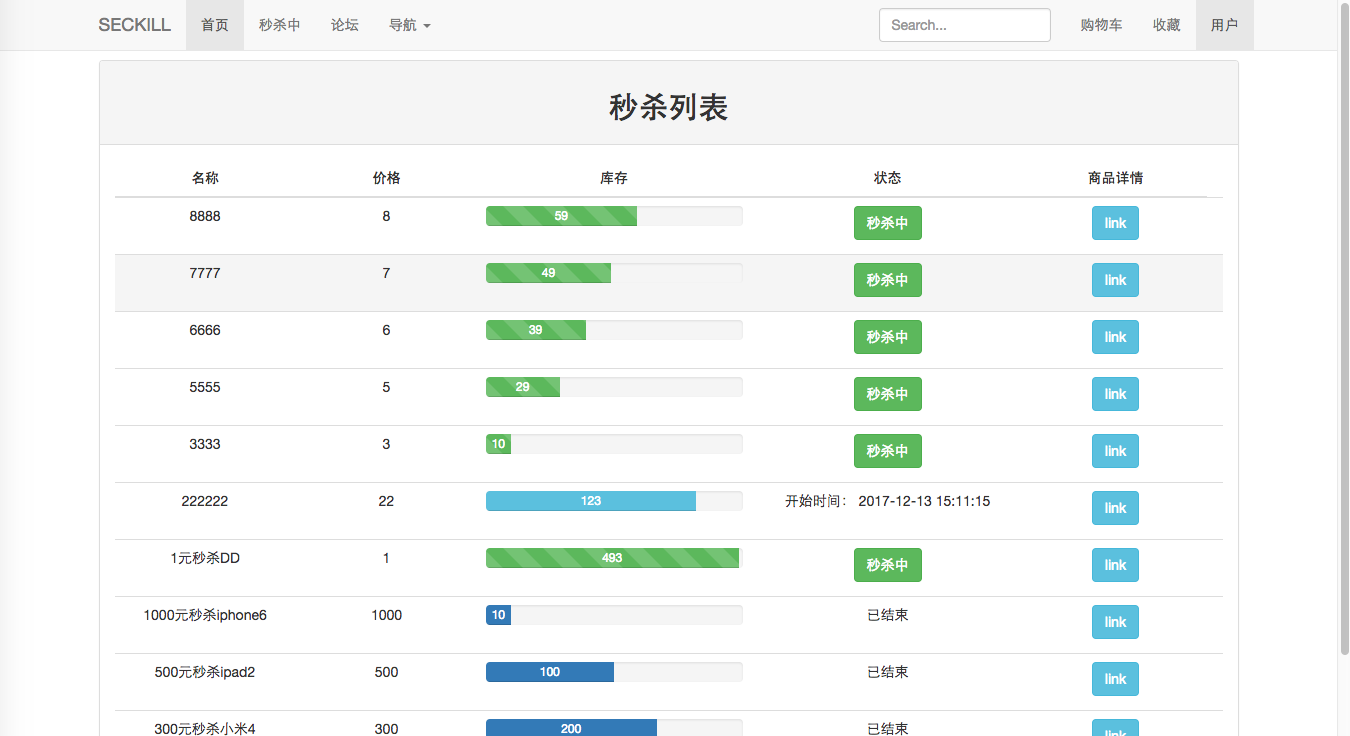 SECKILL 首页 秒杀中 论坛 导航 Search... 购物车 收藏 用户
秒杀列表
名称 价格 库存 状态 商品详情
8888 8 59 秒杀中 link
7777 7 49 秒杀中 link
6666 6 39 秒杀中 link
5555 5 29 秒杀中 link
3333 3 10 秒杀中 link
222222 22 123 开始时间： 2017-12-13 15:11:15 link
1元秒杀DD 1 493 秒杀中 link
1000元秒杀iphone6 1000 10 已结束 link
500元秒杀ipad2 500 100 已结束 link
300元秒杀小米4 300 200 已结束 link